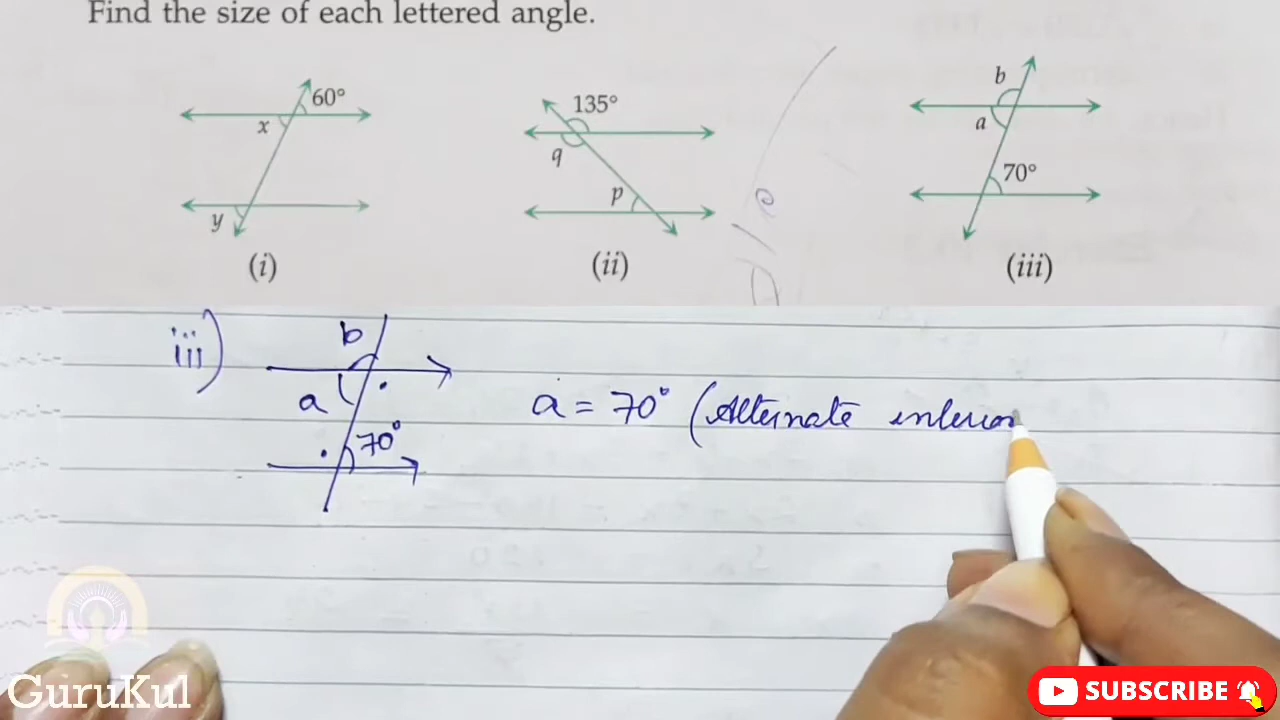 Find the size of each lettered angle.
60°
x
y
(i)
135°
q
p
(ii)
b
a
70°
(iii)
iii)
b
a
70°
a = 70° (Alternate interior
GuruKul
SUBSCRIBE